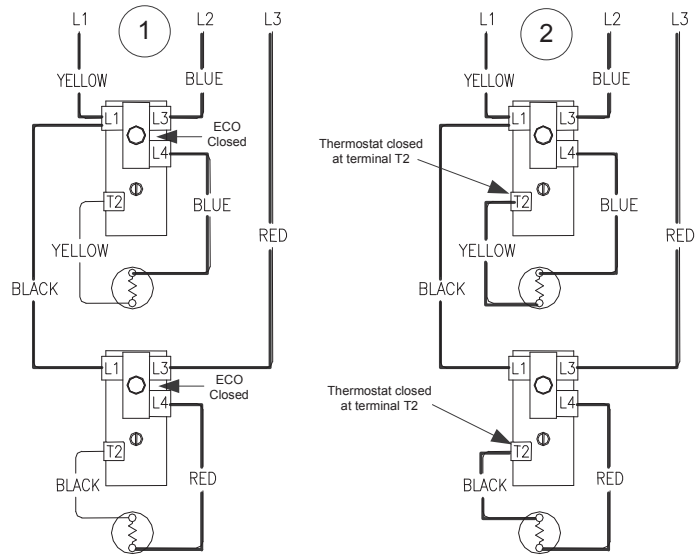 L1
1
L2
L3
YELLOW
BLUE
L1
L3
ECO
Closed
L4
T2
BLUE
YELLOW
RED
BLACK
L1
L3
ECO
Closed
L4
T2
BLACK
RED
L1
2
L2
L3
YELLOW
BLUE
L1
L3
L4
Thermostat closed
at terminal T2
T2
BLUE
YELLOW
RED
BLACK
L1
L3
L4
Thermostat closed
at terminal T2
T2
BLACK
RED